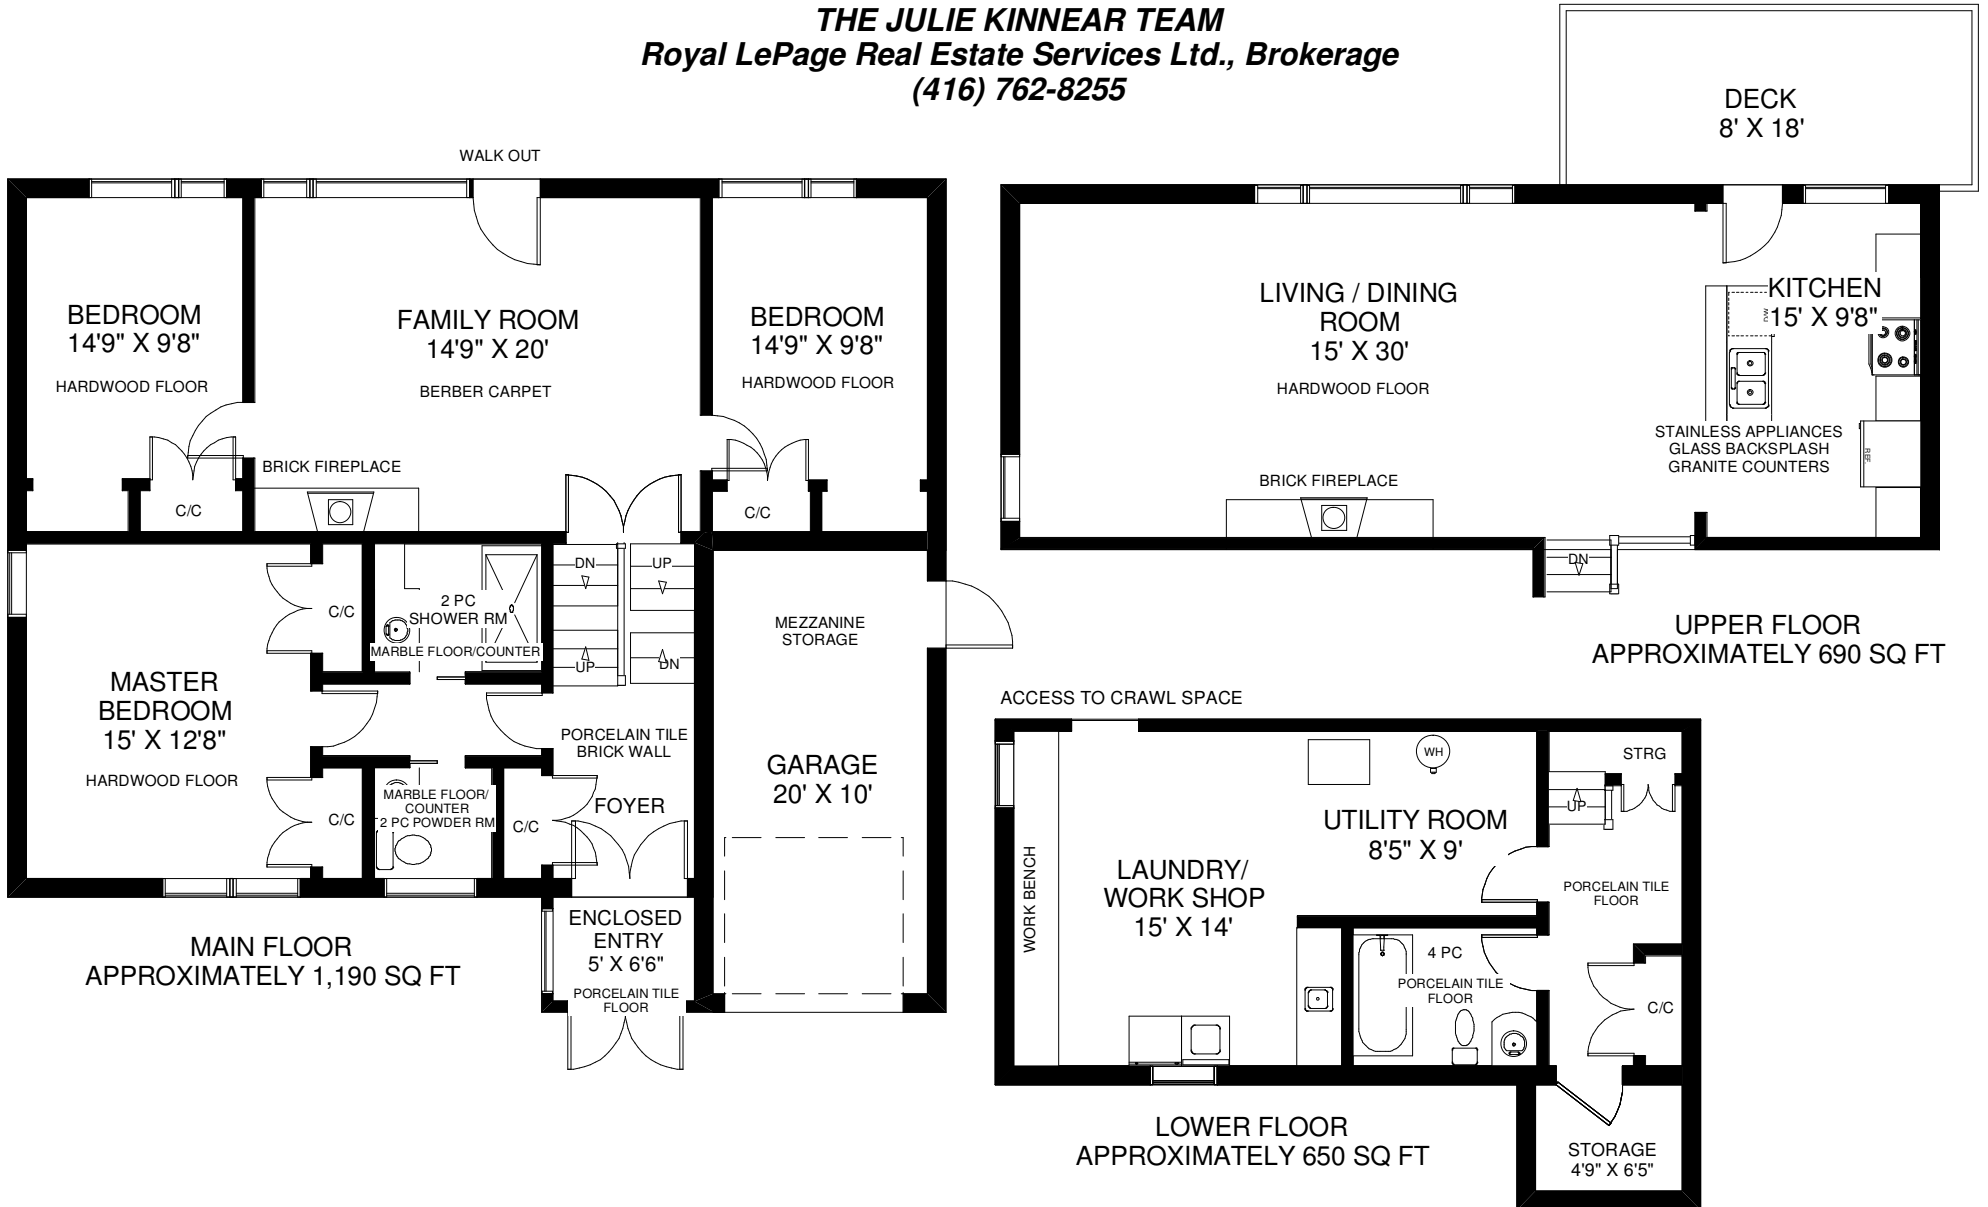 THE JULIE KINNEAR TEAM
Royal LePage Real Estate Services Ltd., Brokerage
(416) 762-8255
WALK OUT
BEDROOM
14'9" X 9'8"
HARDWOOD FLOOR
FAMILY ROOM
14'9" X 20'
BERBER CARPET
BEDROOM
14'9" X 9'8"
HARDWOOD FLOOR
BRICK FIREPLACE
C/C
C/C
DN
UP
UP
DN
C/C
2 PC
SHOWER RM
MARBLE FLOOR/COUNTER
MASTER
BEDROOM
15' X 12'8"
HARDWOOD FLOOR
PORCELAIN TILE
BRICK WALL
FOYER
C/C
MARBLE FLOOR/
COUNTER
2 PC POWDER RM
C/C
MEZZANINE
STORAGE
GARAGE
20' X 10'
ENCLOSED
ENTRY
5' X 6'6"
PORCELAIN TILE
FLOOR
MAIN FLOOR
APPROXIMATELY 1,190 SQ FT
DECK
8' X 18'
LIVING / DINING
ROOM
15' X 30'
HARDWOOD FLOOR
BRICK FIREPLACE
KITCHEN
15' X 9'8"
STAINLESS APPLIANCES
GLASS BACKSPLASH
GRANITE COUNTERS
REF.
DN
UPPER FLOOR
APPROXIMATELY 690 SQ FT
ACCESS TO CRAWL SPACE
WORK BENCH
LAUNDRY/
WORK SHOP
15' X 14'
WH
UTILITY ROOM
8'5" X 9'
STRG
UP
PORCELAIN TILE
FLOOR
4 PC
PORCELAIN TILE
FLOOR
C/C
STORAGE
4'9" X 6'5"
LOWER FLOOR
APPROXIMATELY 650 SQ FT